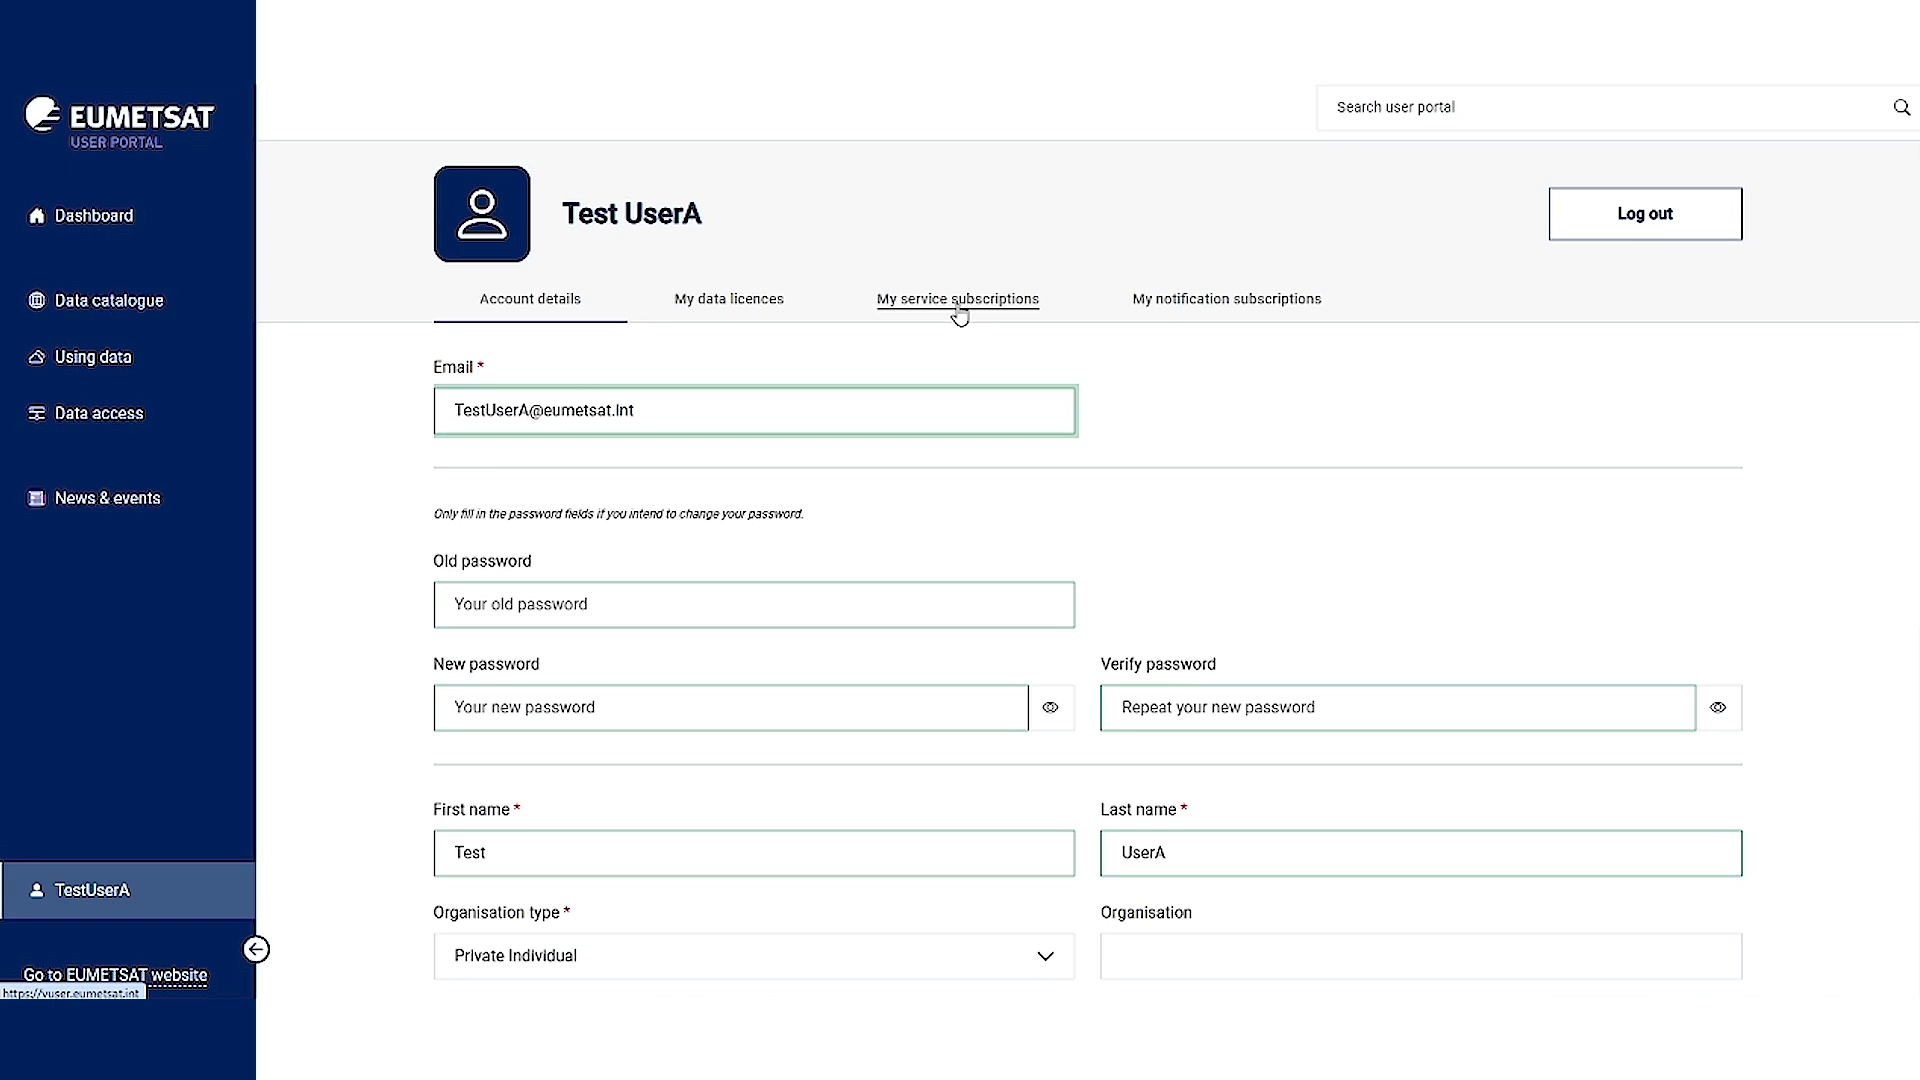 EUMETSAT
USER PORTAL
Search user portal
Dashboard
Data catalogue
Using data
Data access
News & events
TestUserA
Go to EUMETSAT website
https://vuser.eumetsat.int
Test UserA
Log out
Account details
My data licences
My service subscriptions
My notification subscriptions
Email *
TestUserA@eumetsat.int
Only fill in the password fields if you intend to change your password.
Old password
Your old password
New password
Verify password
Your new password
Repeat your new password
First name *
Last name *
Test
UserA
Organisation type *
Organisation
Private Individual